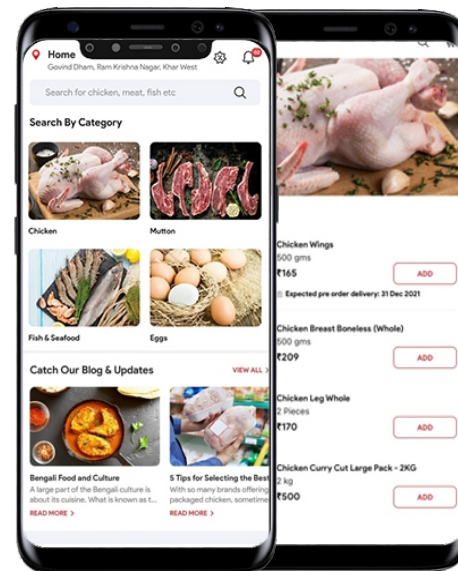 Home
Govind Dham, Ram Krishna Nagar, Khar West
Search for chicken, meat, fish etc
Search By Category
Chicken
Mutton
Fish & Seafood
Eggs
Catch Our Blog & Updates
VIEW ALL >
Bengali Food and Culture
A large part of the Bengali culture is
about its cuisine. What is known as t...
READ MORE >
5 Tips for Selecting the Best
With so many brands offering
packaged chicken, sometime
READ MORE >
Chicken Wings
500 gms
₹165
ADD
Expected pre order delivery: 31 Dec 2021
Chicken Breast Boneless (Whole)
500 gms
₹209
ADD
Chicken Leg Whole
2 Pieces
₹170
ADD
Chicken Curry Cut Large Pack - 2KG
2 kg
₹500
ADD